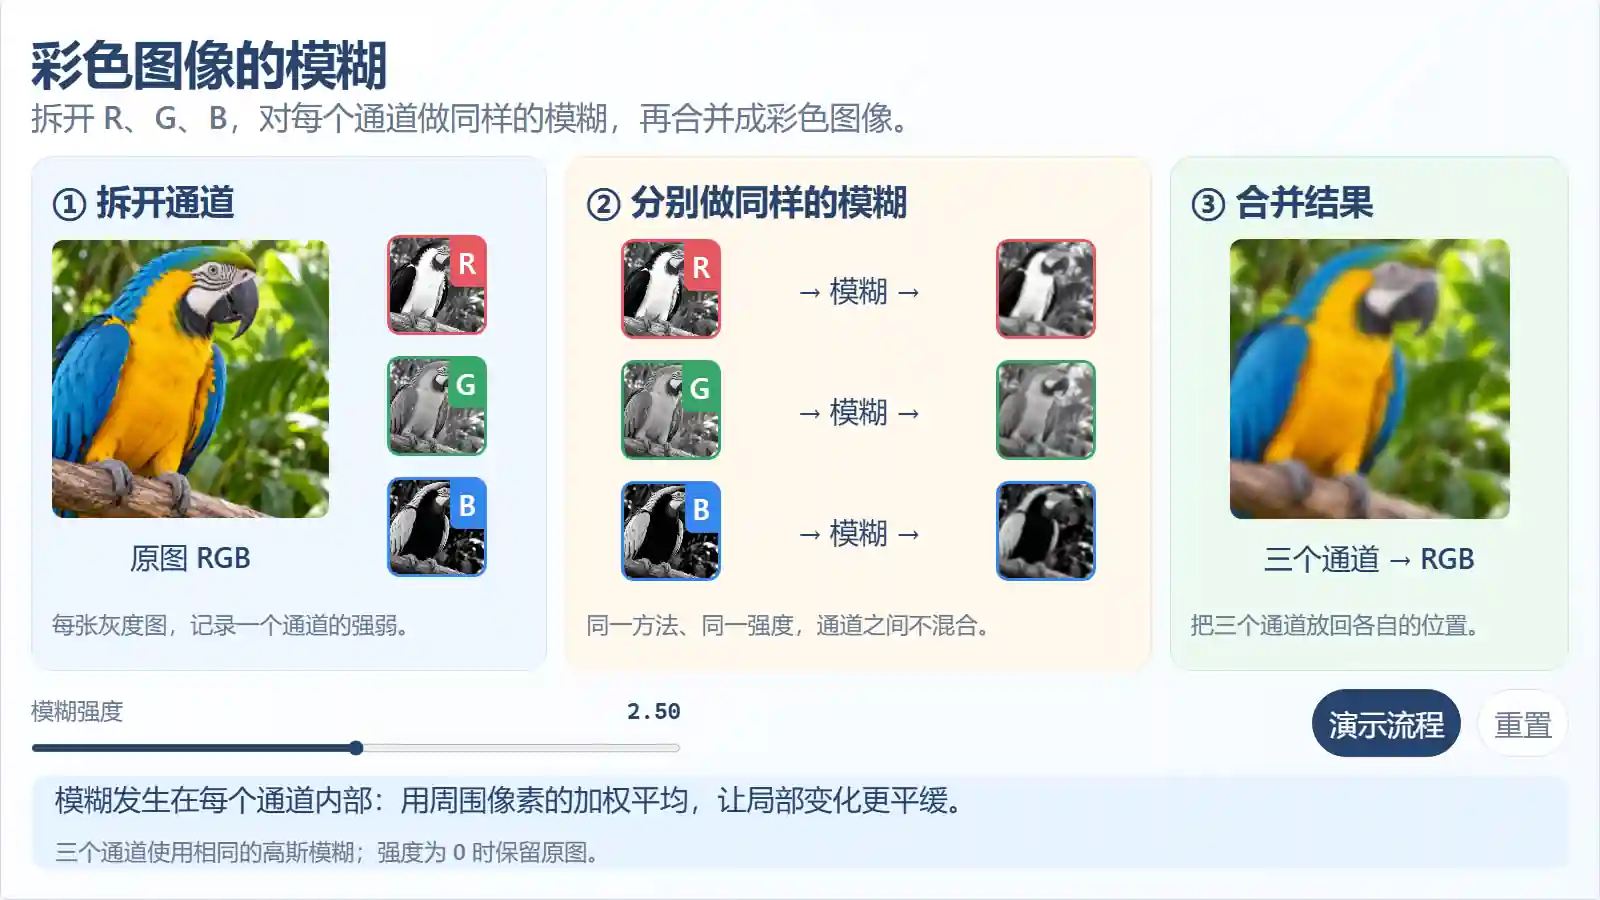 彩色图像的模糊
拆开 R、G、B，对每个通道做同样的模糊，再合并成彩色图像。
① 拆开通道
R
G
B
原图 RGB
每张灰度图，记录一个通道的强弱。
② 分别做同样的模糊
R
→ 模糊 →
G
→ 模糊 →
B
→ 模糊 →
同一方法、同一强度，通道之间不混合。
③ 合并结果
三个通道 → RGB
把三个通道放回各自的位置。
模糊强度
2.50
演示流程
重置
模糊发生在每个通道内部：用周围像素的加权平均，让局部变化更平缓。
三个通道使用相同的高斯模糊；强度为 0 时保留原图。